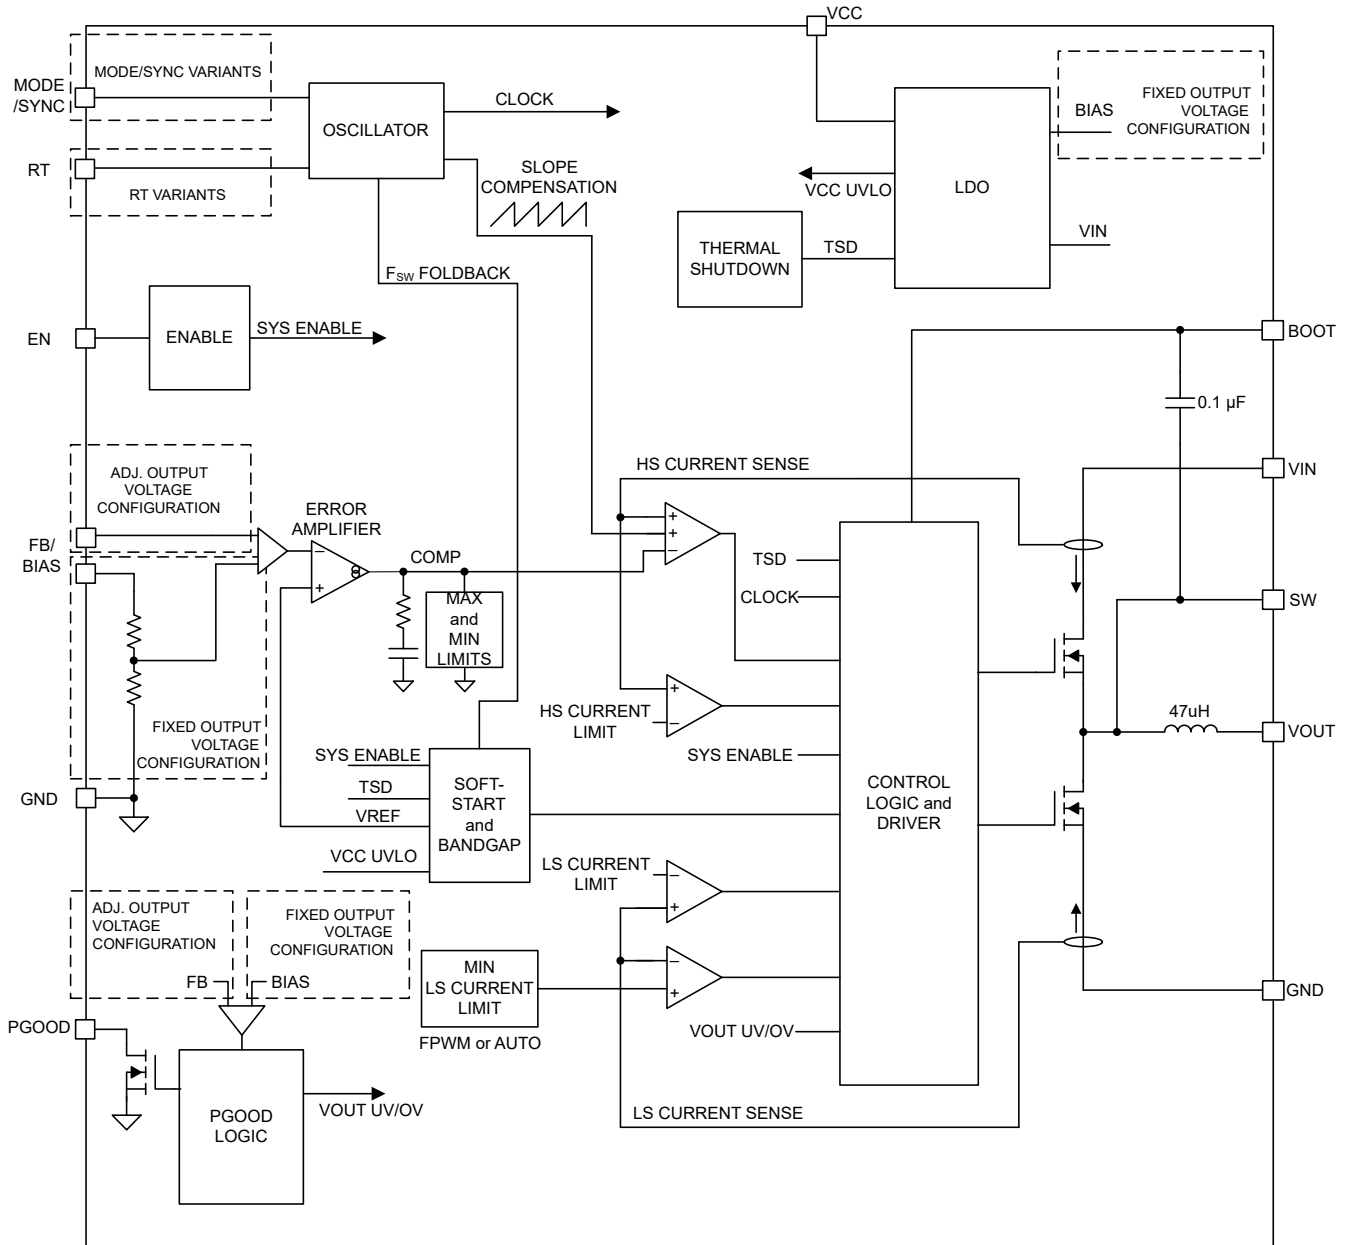 VCC
MODE/SYNC VARIANTS
MODE
/SYNC
OSCILLATOR
CLOCK
RT
RT VARIANTS
SLOPE
COMPENSATION
FSW FOLDBACK
BIAS
FIXED OUTPUT
VOLTAGE
CONFIGURATION
LDO
VCC UVLO
VIN
THERMAL
SHUTDOWN
TSD
EN
ENABLE
SYS ENABLE
BOOT
0.1 µF
HS CURRENT SENSE
VIN
ADJ. OUTPUT
VOLTAGE
CONFIGURATION
FB/
BIAS
ERROR
AMPLIFIER
−
+
COMP
MAX
and
MIN
LIMITS
+
+
−
TSD
CLOCK
SW
HS CURRENT
LIMIT
+
−
47uH
VOUT
FIXED OUTPUT
VOLTAGE
CONFIGURATION
SYS ENABLE
TSD
VREF
VCC UVLO
SOFT-
START
and
BANDGAP
SYS ENABLE
CONTROL
LOGIC and
DRIVER
GND
LS CURRENT
LIMIT
−
+
ADJ. OUTPUT
VOLTAGE
CONFIGURATION
FIXED OUTPUT
VOLTAGE
CONFIGURATION
FB
BIAS
MIN
LS CURRENT
LIMIT
FPWM or AUTO
−
+
GND
VOUT UV/OV
PGOOD
PGOOD
LOGIC
VOUT UV/OV
LS CURRENT SENSE